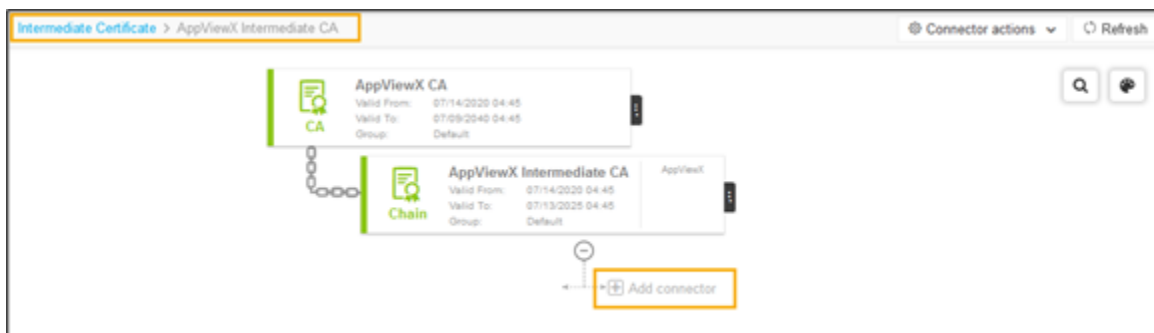 Intermediate Certificate > AppViewX Intermediate CA
Connector actions
Refresh
AppViewX CA
Valid From: 07/14/2020 04:45
Valid To: 07/09/2040 04:45
Group: Default
CA
AppViewX Intermediate CA
AppViewX
Valid From: 07/14/2020 04:45
Valid To: 07/13/2025 04:45
Group: Default
Chain
Add connector